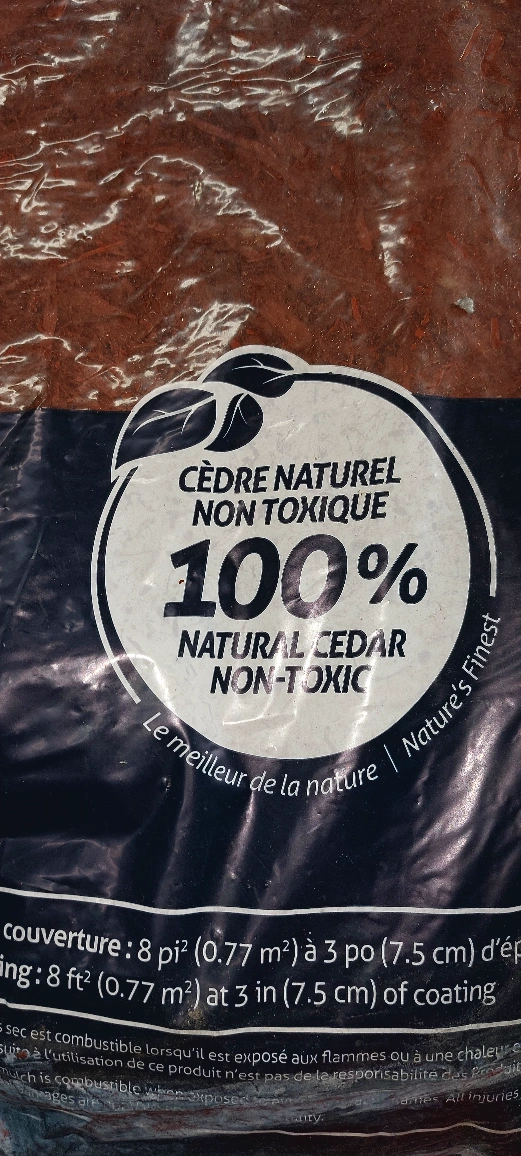 CÈDRE NATUREL
NON TOXIQUE
100%
NATURAL CEDAR
NON-TOXIC
Le meilleur de la nature | Nature's Finest
couverture : 8 pi² (0.77 m²) à 3 po (7.5 cm) d'ép
ing : 8 ft² (0.77 m²) at 3 in (7.5 cm) of coating
sec est combustible lorsqu'il est exposé aux flammes ou à une chaleur
suite à l'utilisation de ce produit n'est pas de la responsabilité des Produit
mulch is combustible when exposed flames. All injuries